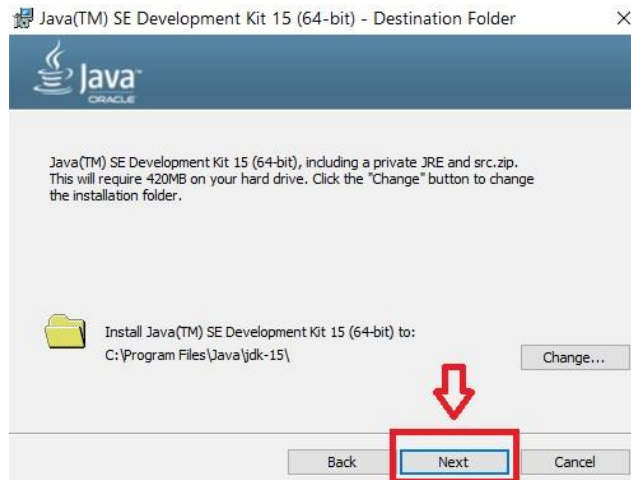 Java(TM) SE Development Kit 15 (64-bit) - Destination Folder
Java™
ORACLE
Java(TM) SE Development Kit 15 (64-bit), including a private JRE and src.zip.
This will require 420MB on your hard drive. Click the "Change" button to change
the installation folder.
Install Java(TM) SE Development Kit 15 (64-bit) to:
C:\Program Files\Java\jdk-15\
Change...
Back Next Cancel